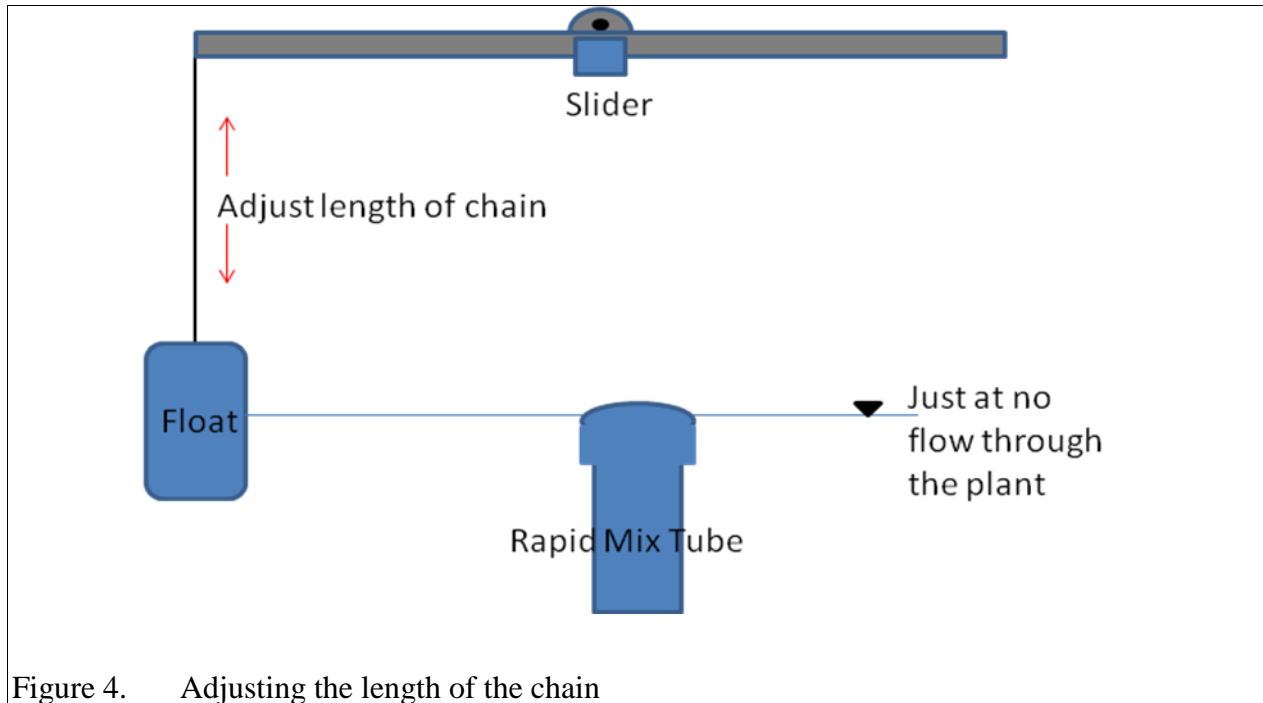 Slider
Adjust length of chain
Float
Just at no
flow through
the plant
Rapid Mix Tube
Figure 4. Adjusting the length of the chain